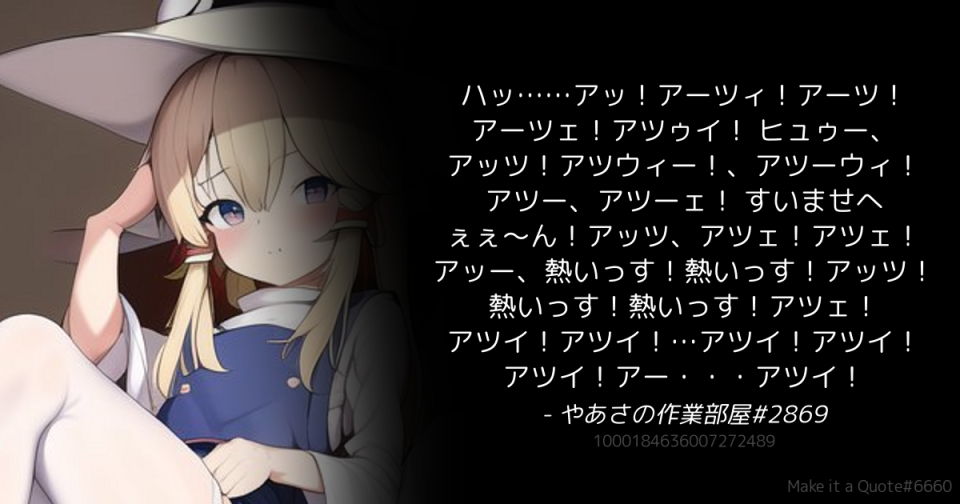 ハッ……アッ！アーツィ！アーツ！
アーツェ！アツゥイ！ ヒュゥー、
アッツ！アツウィー！、アツーウィ！
アツー、アツーェ！ すいませへ
ぇぇ～ん！アッツ、アツェ！アツェ！
アッー、熱いっす！熱いっす！アッツ！
熱いっす！熱いっす！アツェ！
アツイ！アツイ！…アツイ！アツイ！
アツイ！アー・・・アツイ！
- やあさの作業部屋#2869
1000184636007272489
Make it a Quote#6660